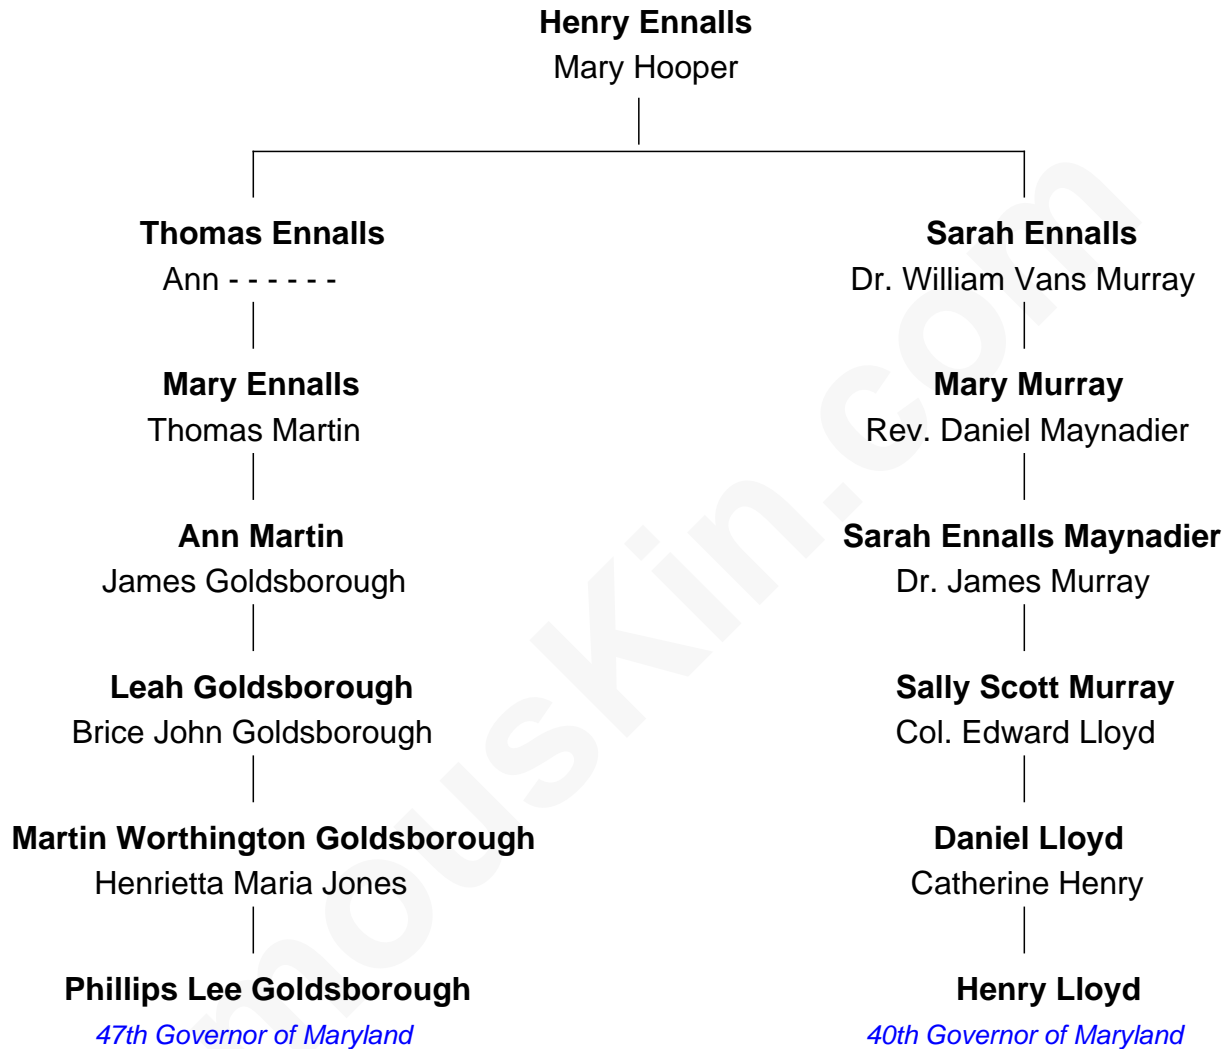 Henry Ennalls
Mary Hooper
Thomas Ennalls
Ann - - - - - -
Sarah Ennalls
Dr. William Vans Murray
Mary Ennalls
Thomas Martin
Mary Murray
Rev. Daniel Maynadier
Ann Martin
James Goldsborough
Sarah Ennalls Maynadier
Dr. James Murray
Leah Goldsborough
Brice John Goldsborough
Sally Scott Murray
Col. Edward Lloyd
Martin Worthington Goldsborough
Henrietta Maria Jones
Daniel Lloyd
Catherine Henry
Phillips Lee Goldsborough
47th Governor of Maryland
Henry Lloyd
40th Governor of Maryland
mousKin.com